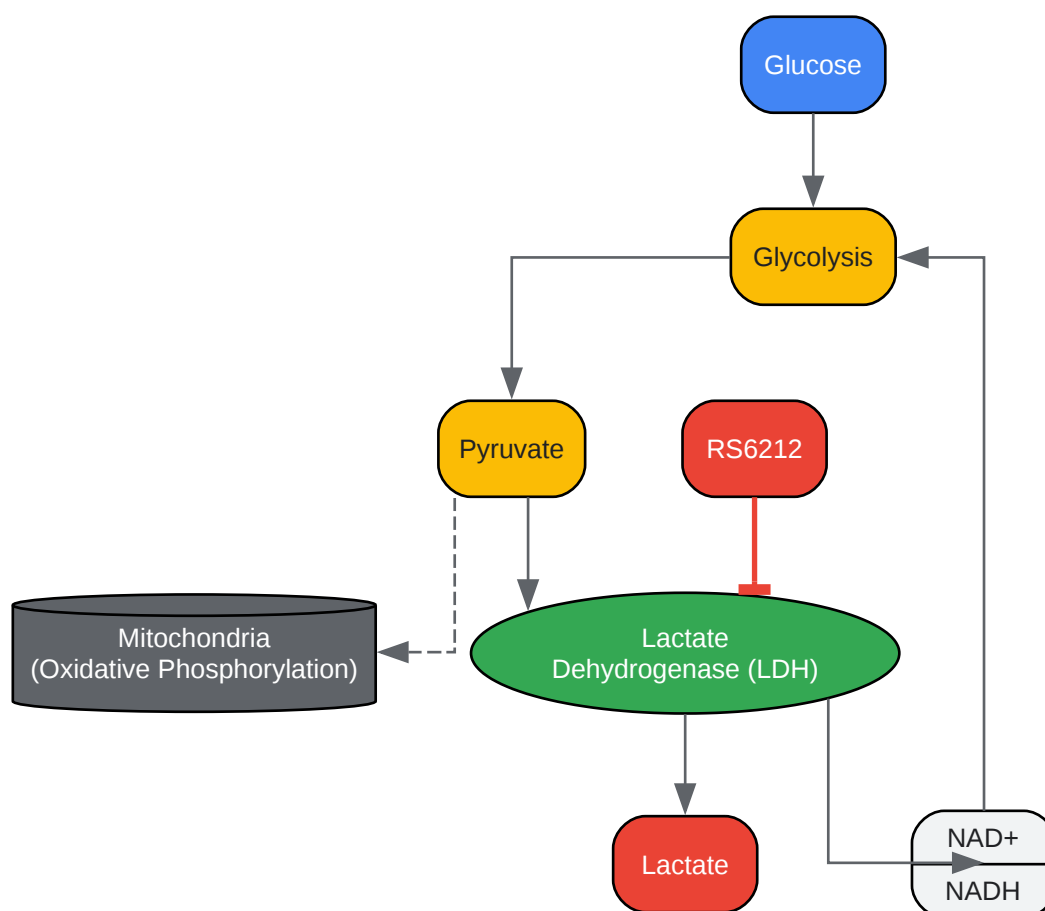 Glucose
Glycolysis
Pyruvate
RS6212
Mitochondria
(Oxidative Phosphorylation)
Lactate
Dehydrogenase (LDH)
Lactate
NAD+
NADH